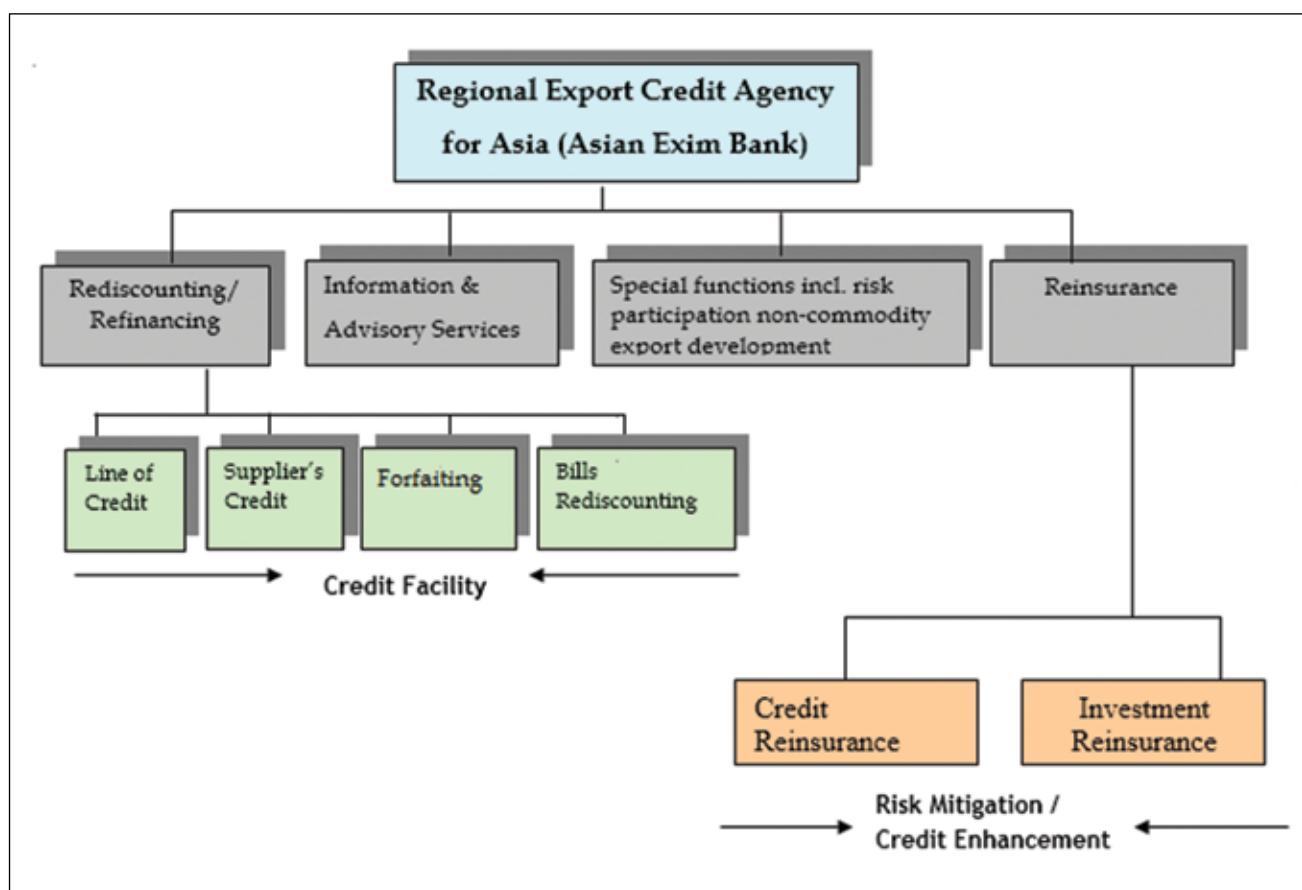 Regional Export Credit Agency
for Asia (Asian Exim Bank)
Rediscounting/
Refinancing
Information &
Advisory Services
Special functions incl. risk
participation non-commodity
export development
Reinsurance
Line of
Credit
Supplier's
Credit
Forfaiting
Bills
Rediscounting
Credit Facility
Credit
Reinsurance
Investment
Reinsurance
Risk Mitigation /
Credit Enhancement